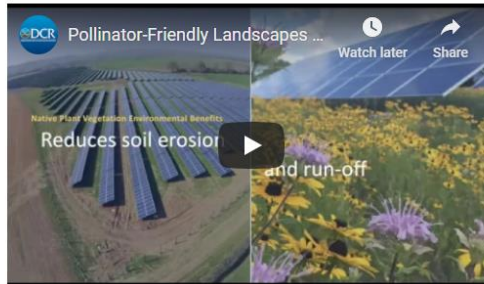 DCR
Pollinator-Friendly Landscapes ...
Watch later
Share
Native Plant Vegetation Environmental Benefits
Reduces soil erosion
and run-off